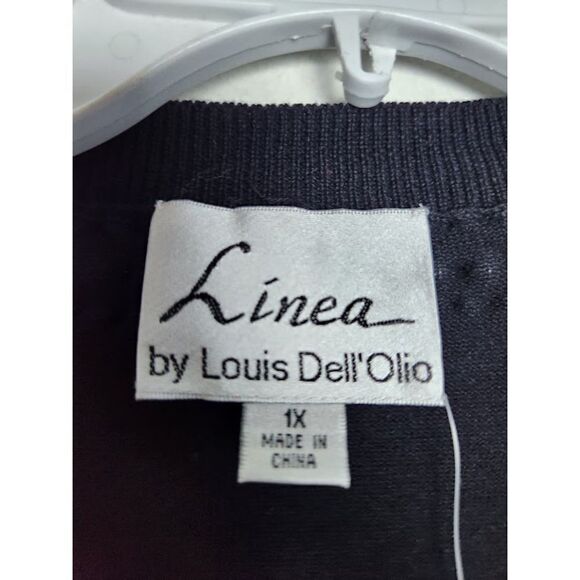 Linea
by Louis Dell'Olio
1X
MADE IN
CHINA